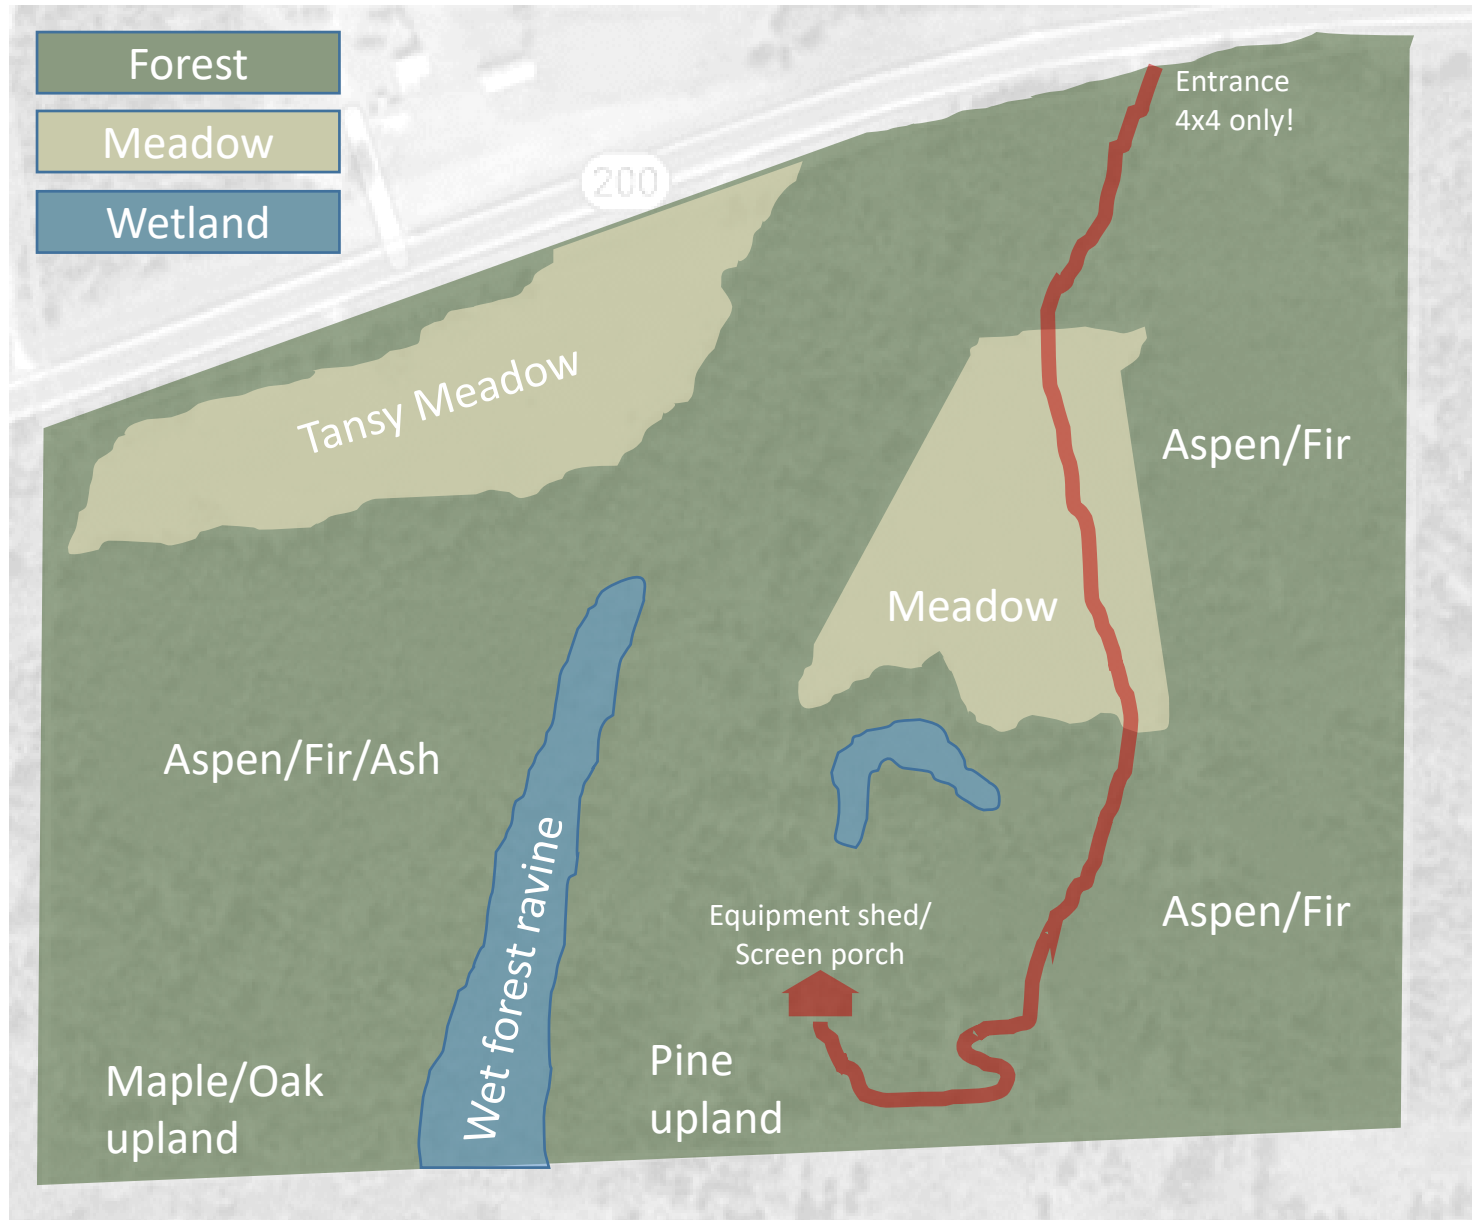 Forest
Meadow
Wetland
Entrance
4x4 only!
200
Tansy Meadow
Aspen/Fir
Meadow
Aspen/Fir/Ash
Wet forest ravine
Equipment shed/
Screen porch
Aspen/Fir
Pine
upland
Maple/Oak
upland